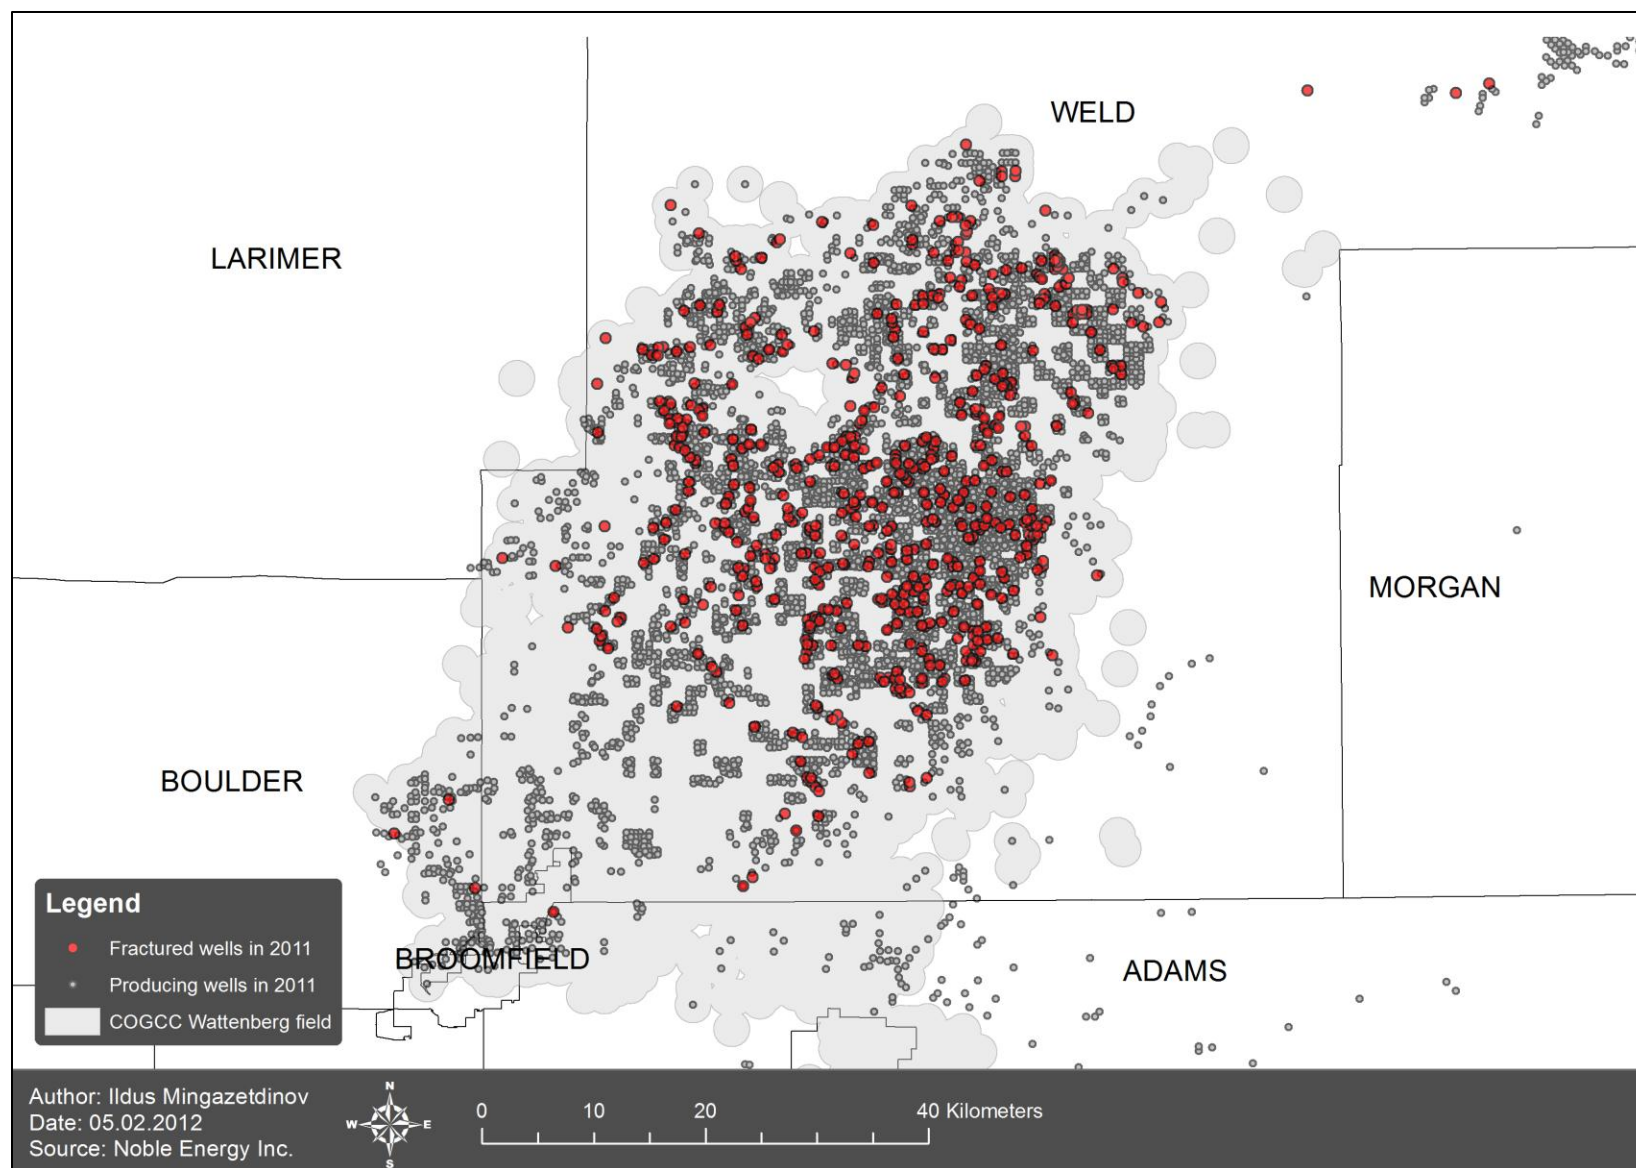 WELD
LARIMER
MORGAN
BOULDER
BROOMFIELD
ADAMS
Legend
Fractured wells in 2011
Producing wells in 2011
COGCC Wattenberg field
Author: Ildus Mingazetdinov
Date: 05.02.2012
Source: Noble Energy Inc.
N
W E
S
0 10 20 40 Kilometers